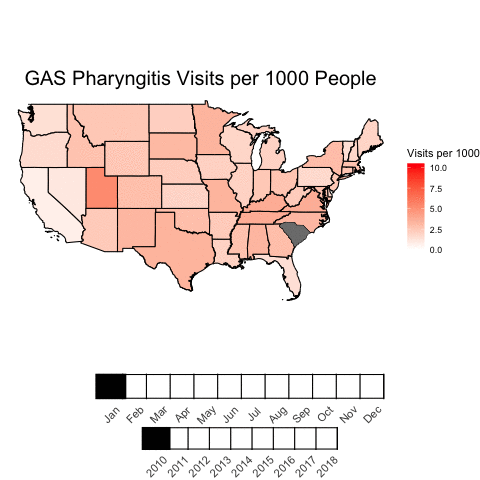 GAS Pharyngitis Visits per 1000 People
Visits per 1000
10.0
7.5
5.0
2.5
0.0
Jan Feb Mar Apr May Jun Jul Aug Sep Oct Nov Dec
2010 2011 2012 2013 2014 2015 2016 2017 2018